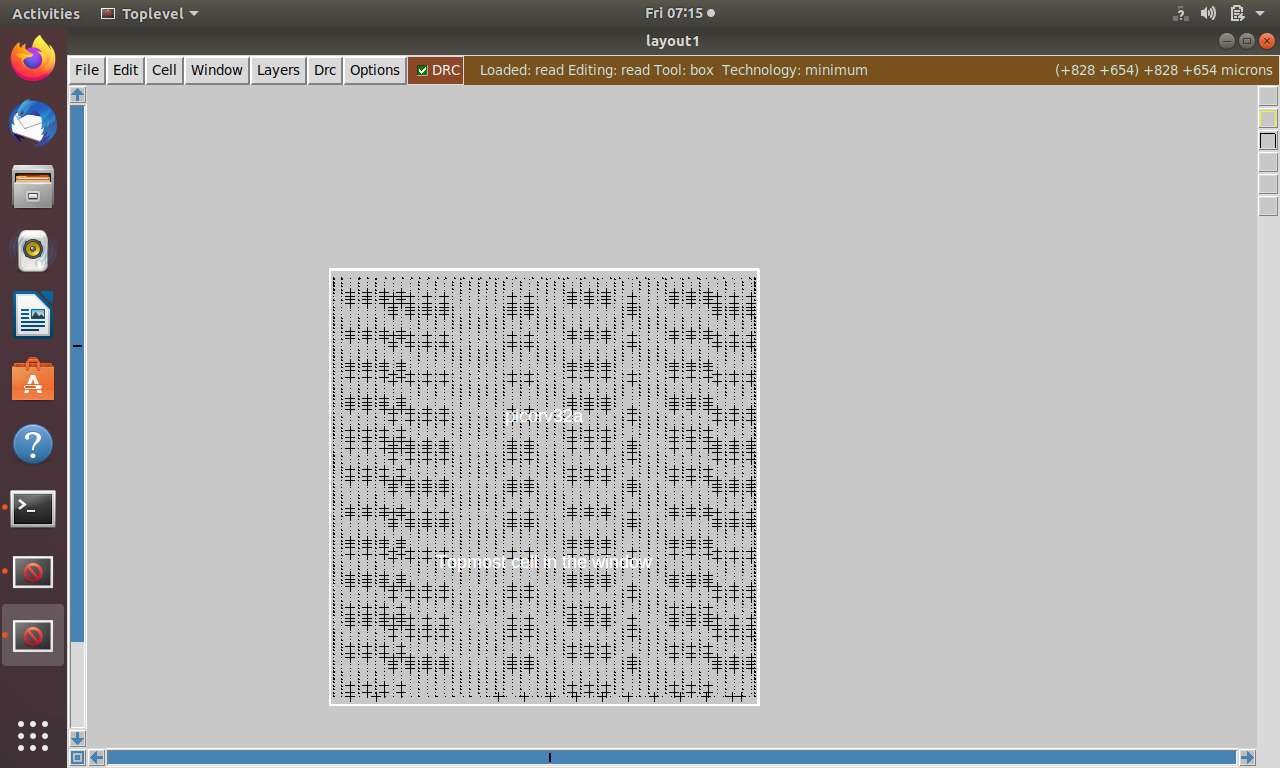 Activities Toplevel Fri 07:15
layout1
File Edit Cell Window Layers Drc Options DRC Loaded: read Editing: read Tool: box Technology: minimum (+828 +654) +828 +654 microns
picorv32a
Topmost cell in the window